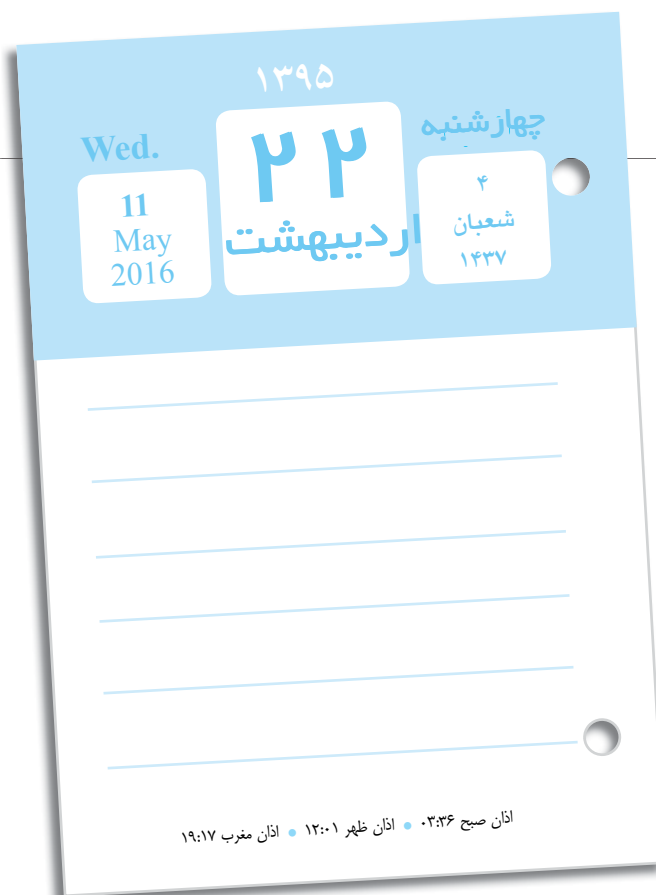 ۱۳۹۵
چهارشنبه
۴
شعبان
۱۴۳۷
۲۲
اردیبهشت
Wed.
11
May
2016
اذان صبح ۰۳:۳۶ • اذان ظهر ۱۲:۰۱ • اذان مغرب ۱۹:۱۷